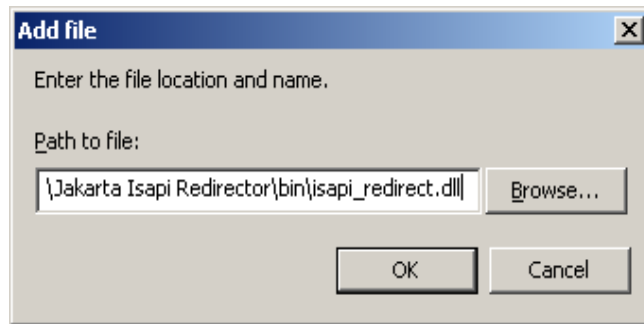 Add file
Enter the file location and name.
Path to file:
\Jakarta Isapi Redirector\bin\isapi_redirect.dll
Browse...
OK
Cancel